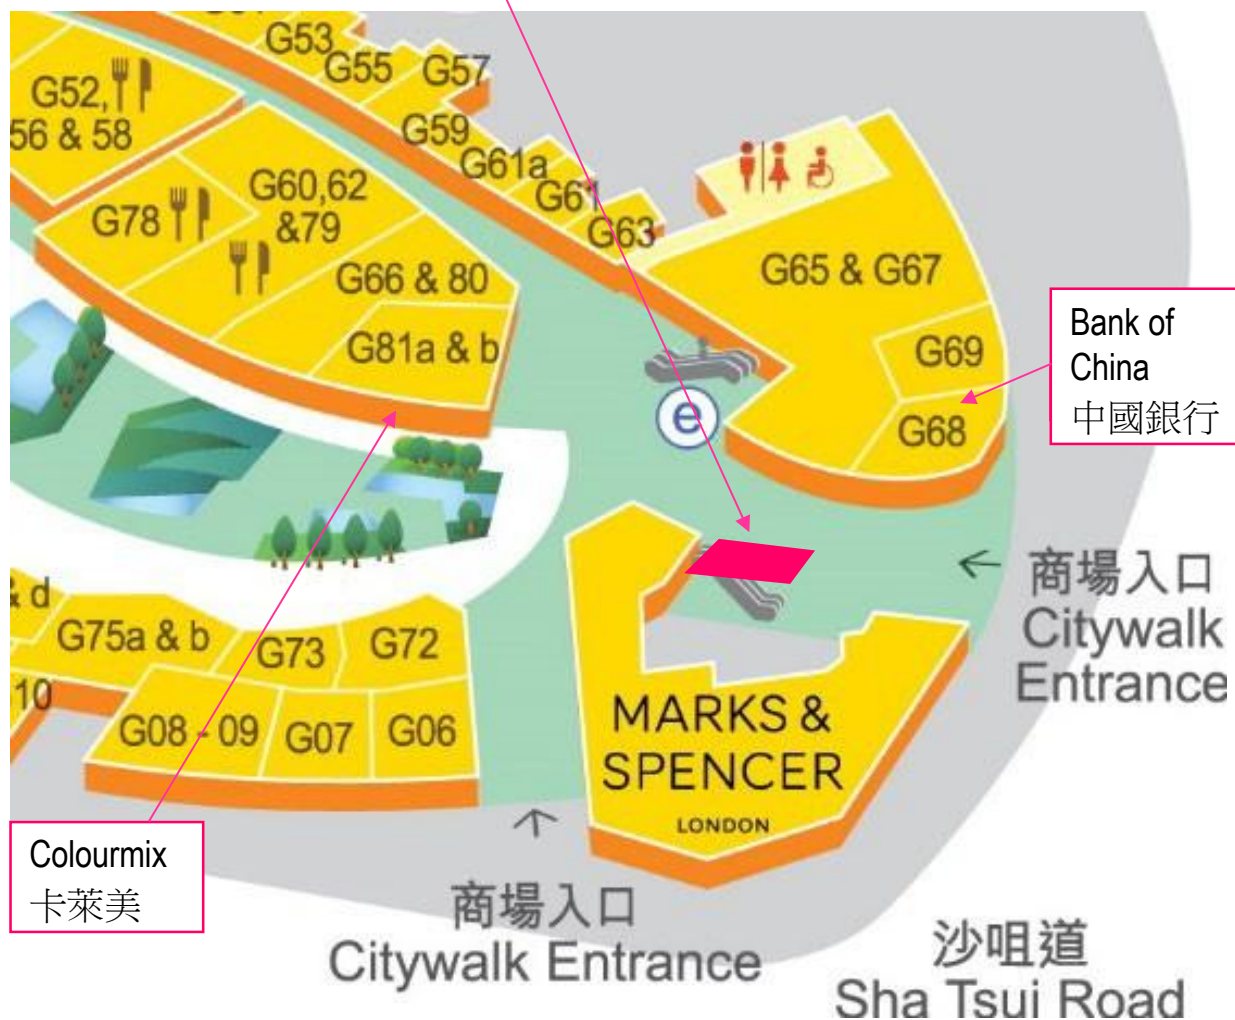 G53
G55
G57
G52,
56 & 58
G59
G61a
G61
G63
G60,62
&79
G78
G66 & 80
G81a & b
G65 & G67
G69
G68
Bank of
China
中國銀行
e
商場入口
Citywalk
Entrance
& d
G75a & b
G73
G72
10
G08 - 09
G07
G06
MARKS &
SPENCER
LONDON
Colourmix
卡萊美
商場入口
Citywalk Entrance
沙咀道
Sha Tsui Road